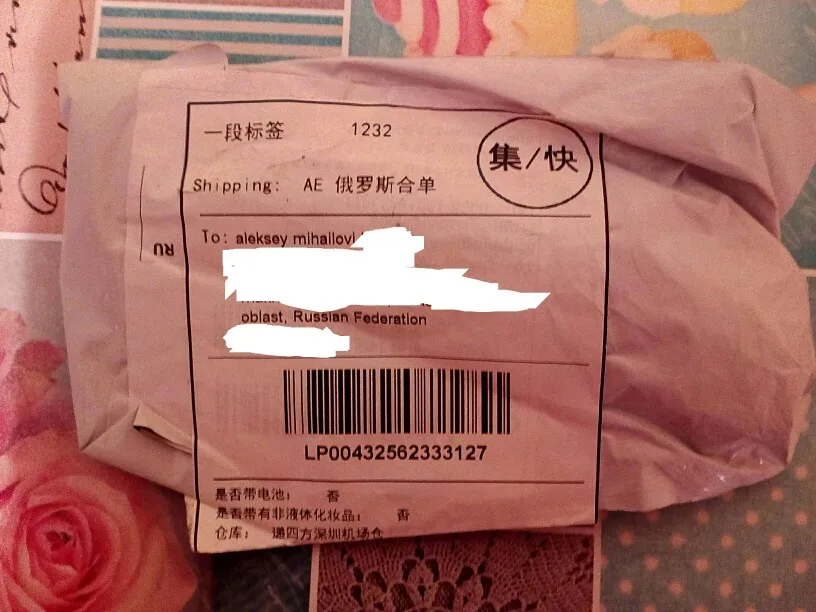 一段标签 1232
集/快
Shipping: AE 俄罗斯合单
RU
To: aleksey mihailovi
oblast, Russian Federation
LP00432562333127
是否带电池: 否
是否带有非液体化妆品: 否
仓库: 递四方深圳机场仓